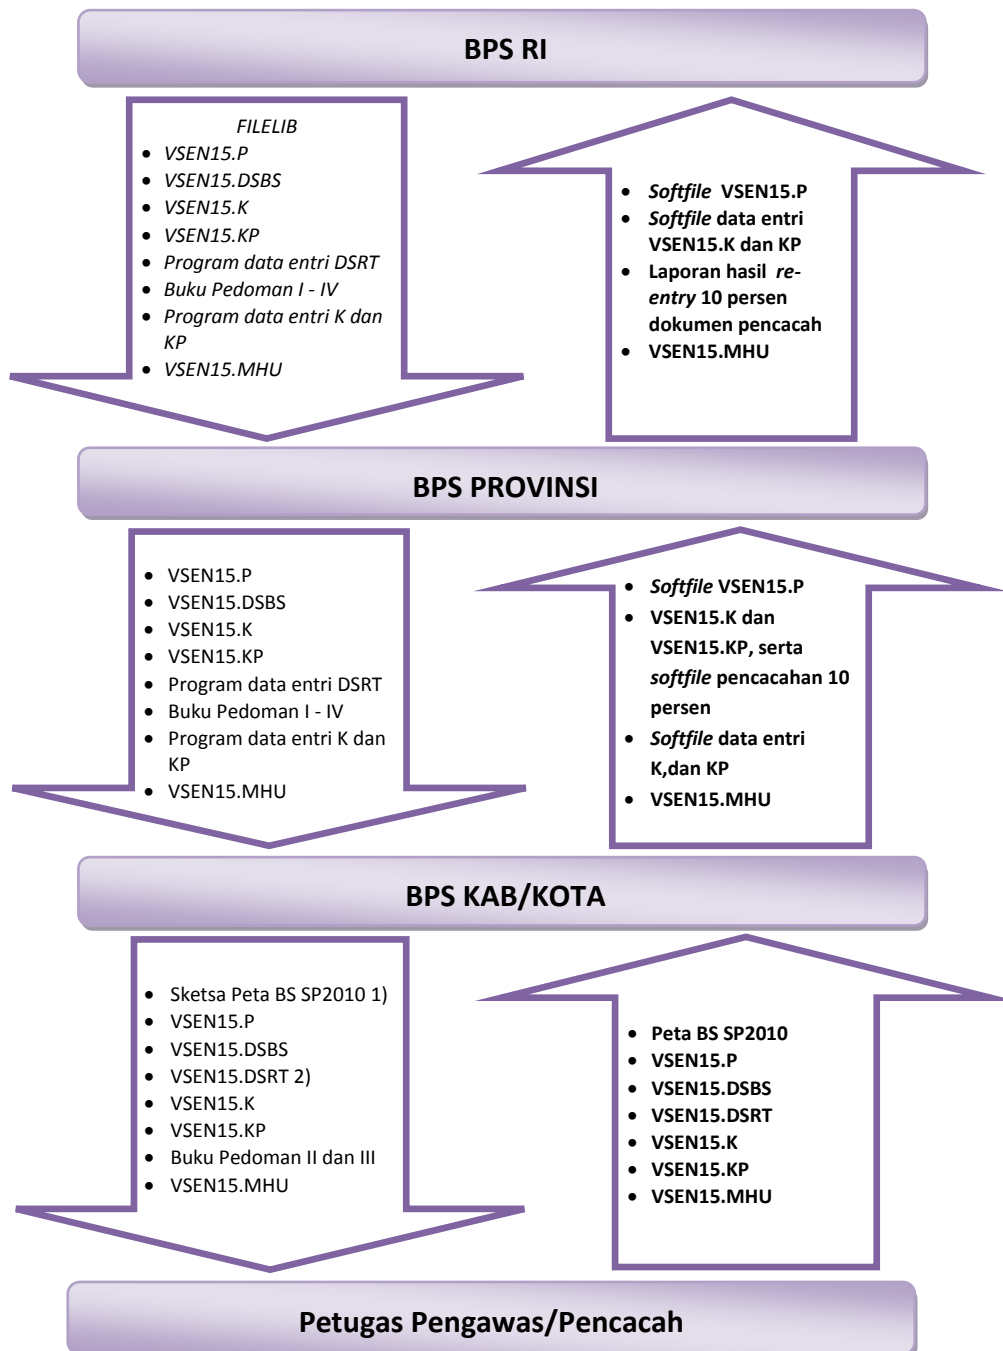 BPS RI
FILELIB
• VSEN15.P
• VSEN15.DSBS
• VSEN15.K
• VSEN15.KP
• Program data entri DSRT
• Buku Pedoman I - IV
• Program data entri K dan
KP
• VSEN15.MHU
• Softfile VSEN15.P
• Softfile data entri
VSEN15.K dan KP
• Laporan hasil re-
entry 10 persen
dokumen pencacah
• VSEN15.MHU
BPS PROVINSI
• VSEN15.P
• VSEN15.DSBS
• VSEN15.K
• VSEN15.KP
• Program data entri DSRT
• Buku Pedoman I - IV
• Program data entri K dan
KP
• VSEN15.MHU
• Softfile VSEN15.P
• VSEN15.K dan
VSEN15.KP, serta
softfile pencacahan 10
persen
• Softfile data entri
K,dan KP
• VSEN15.MHU
BPS KAB/KOTA
• Sketsa Peta BS SP2010 1)
• VSEN15.P
• VSEN15.DSBS
• VSEN15.DSRT 2)
• VSEN15.K
• VSEN15.KP
• Buku Pedoman II dan III
• VSEN15.MHU
• Peta BS SP2010
• VSEN15.P
• VSEN15.DSBS
• VSEN15.DSRT
• VSEN15.K
• VSEN15.KP
• VSEN15.MHU
Petugas Pengawas/Pencacah